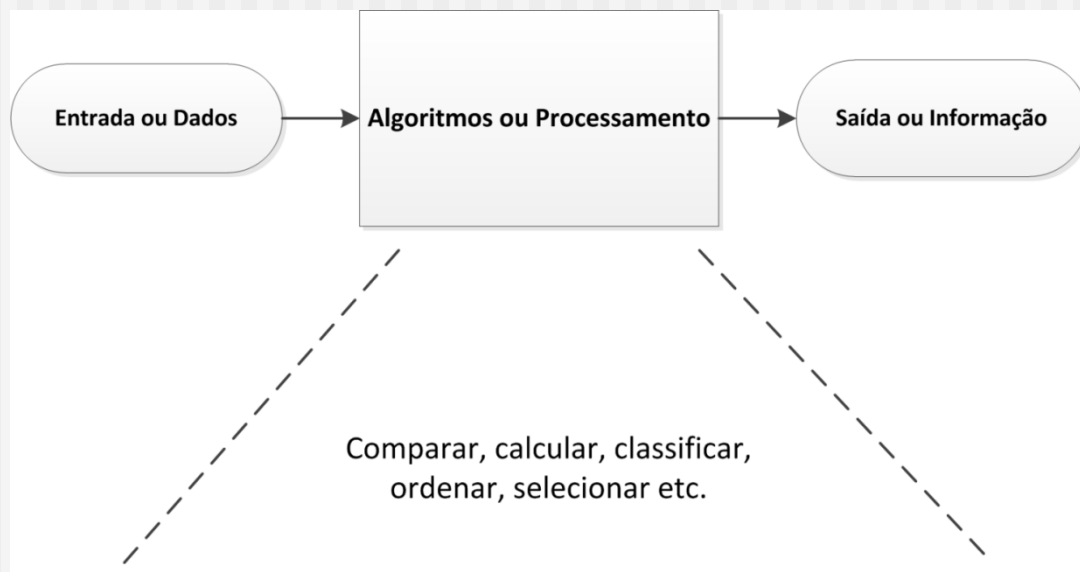 Entrada ou Dados
Algoritmos ou Processamento
Saída ou Informação
Comparar, calcular, classificar,
ordenar, selecionar etc.